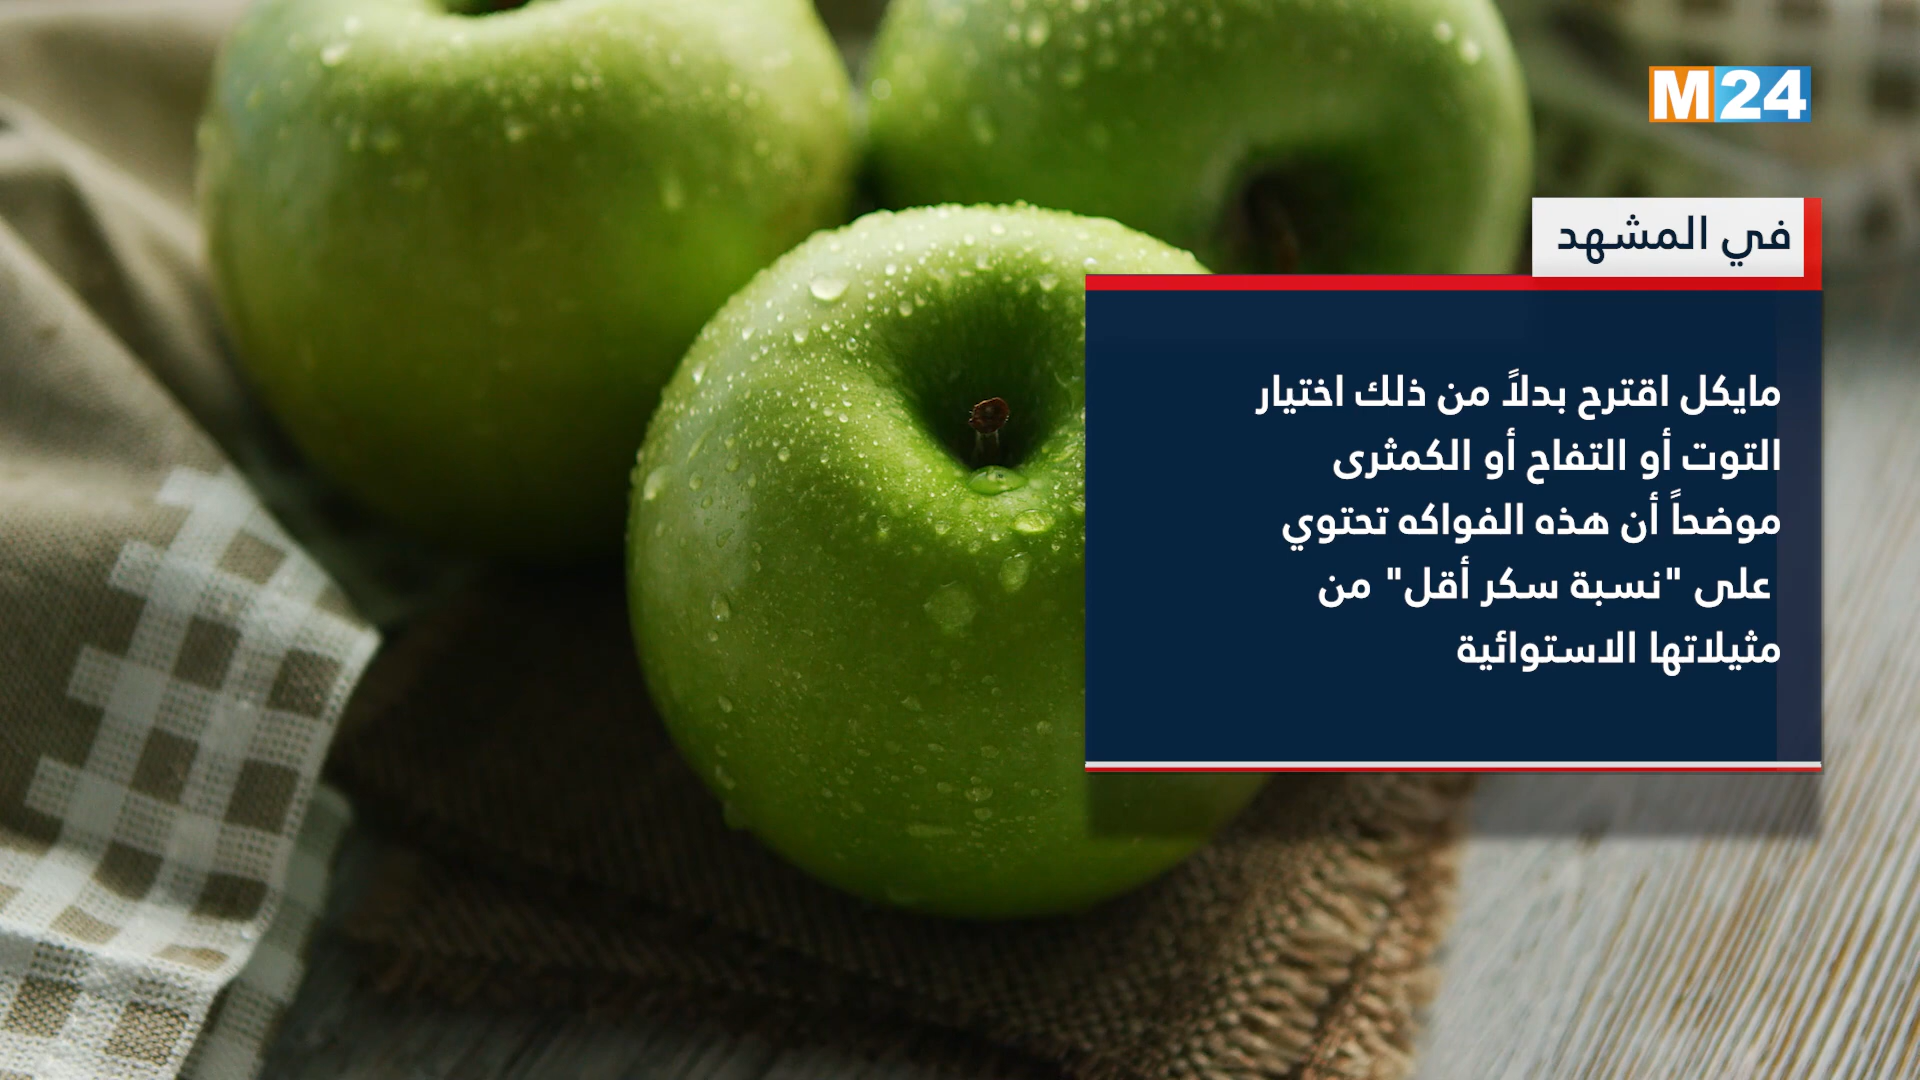 M24
في المشهد
مايكل اقترح بدلاً من ذلك اختيار
التوت أو التفاح أو الكمثرى
موضحاً أن هذه الفواكه تحتوي
على "نسبة سكر أقل" من
مثيلاتها الاستوائية